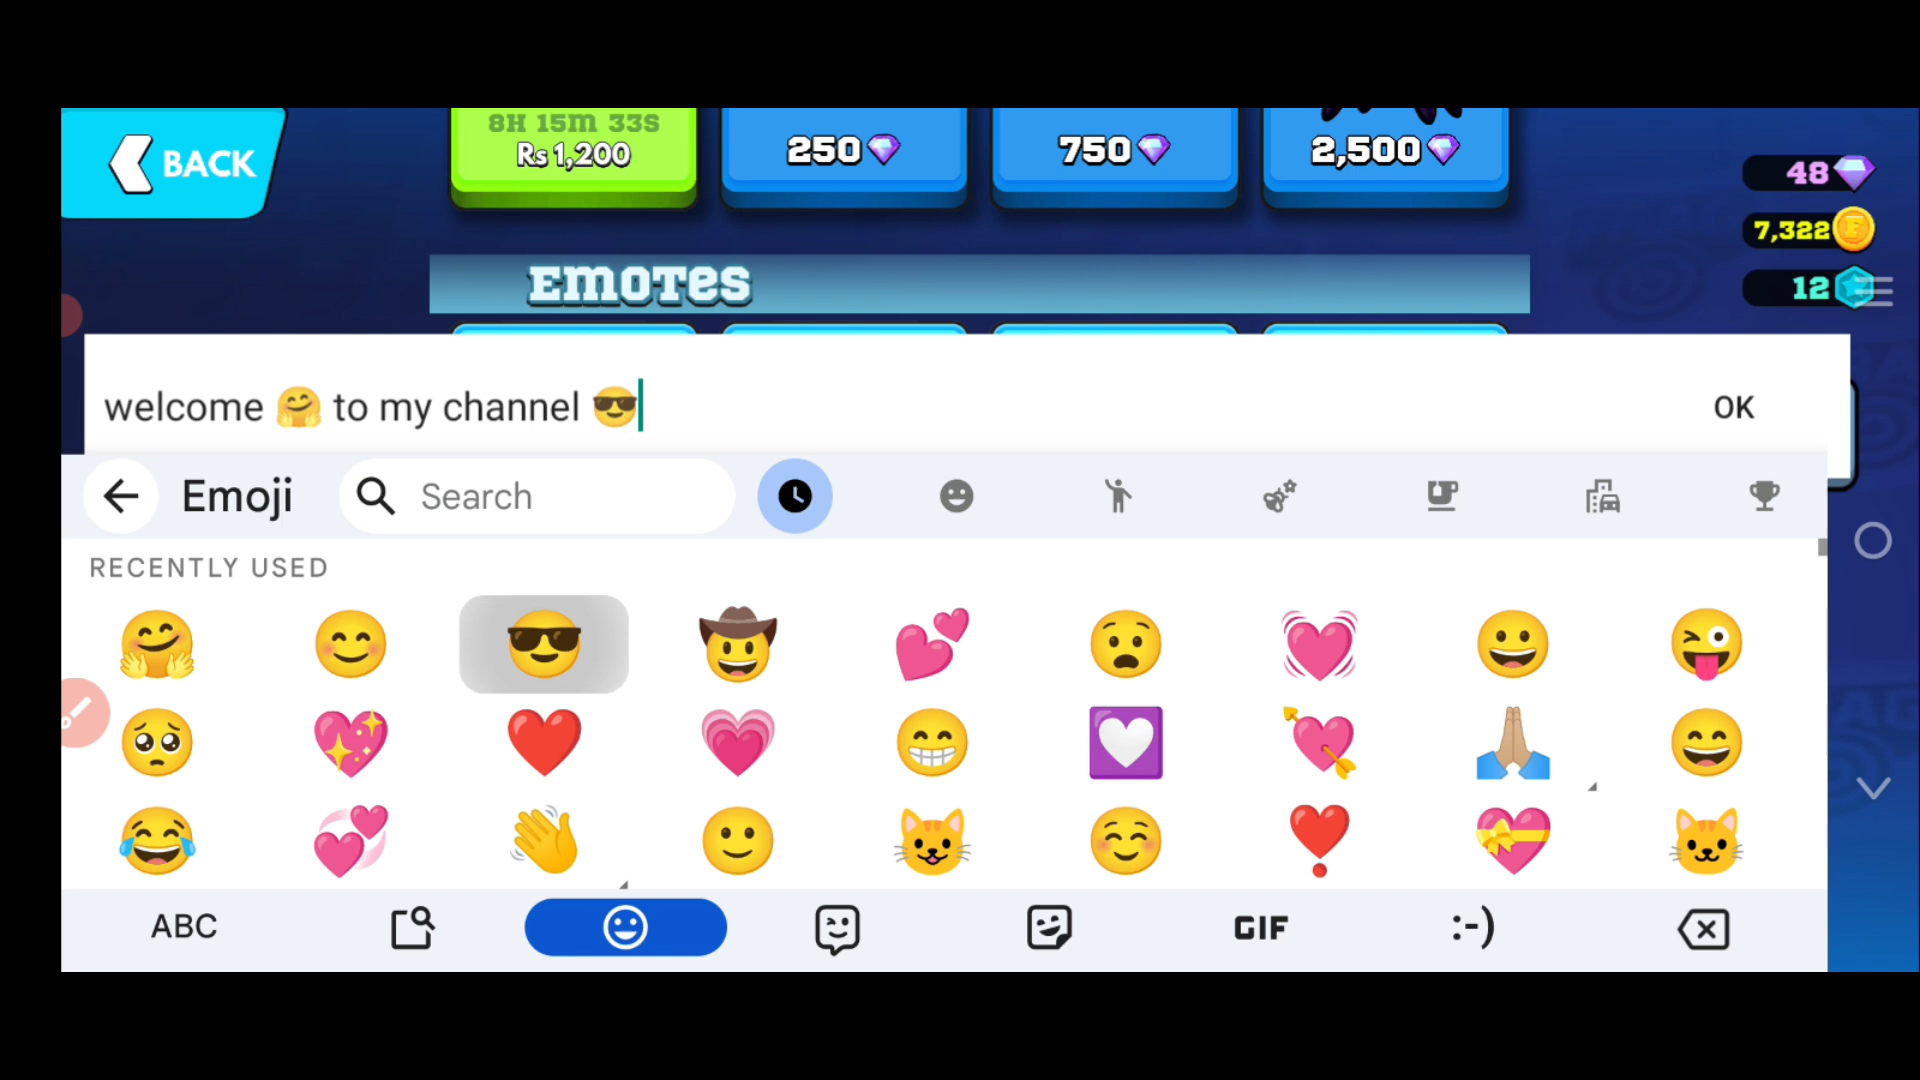 8H 15m 33S
Rs 1,200
250
750
2,500
BACK
48
7,322
12
EMOTES
welcome 🤗 to my channel 😎
OK
Emoji
Search
RECENTLY USED
ABC
GIF
:-)